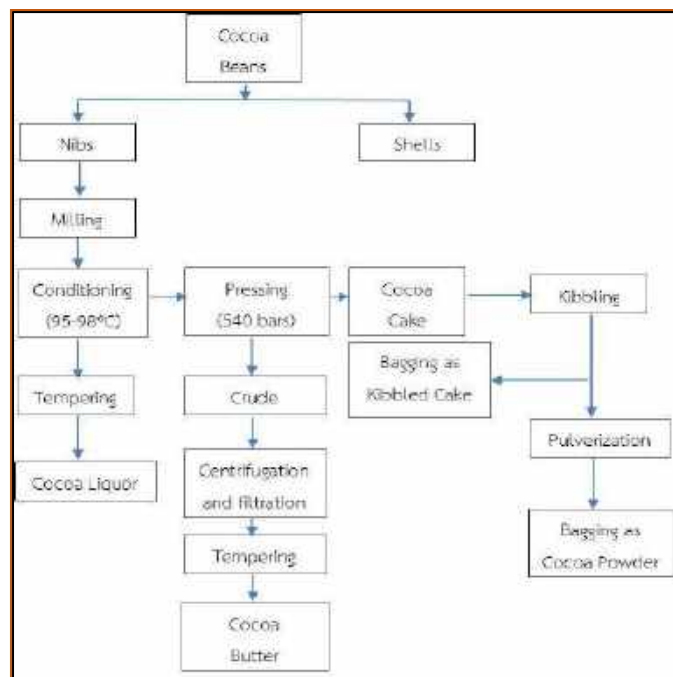 Cocoa
Beans
Nibs
Shells
Milling
Conditioning
(95-98°C)
Pressing
(540 bars)
Cocoa
Cake
Kibbling
Tempering
Crude
Bagging as
Kibbled Cake
Pulverization
Cocoa Liquor
Centrifugation
and filtration
Tempering
Bagging as
Cocoa Powder
Cocoa
Butter